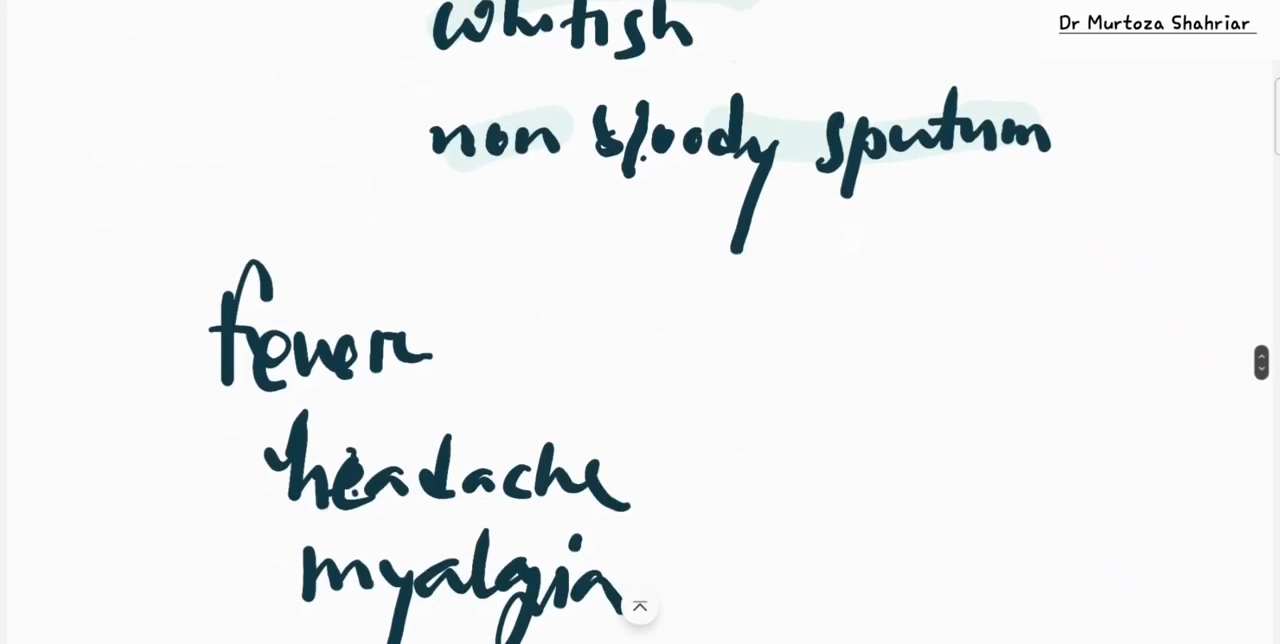 Dr Murtoza Shahriar
whitish
non bloody sputum
fever
headache
myalgia